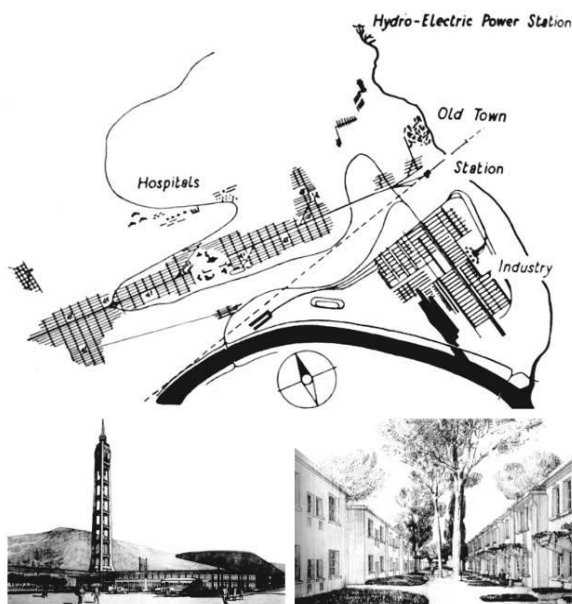 Hydro-Electric Power Station
Old Town
Station
Hospitals
Industry